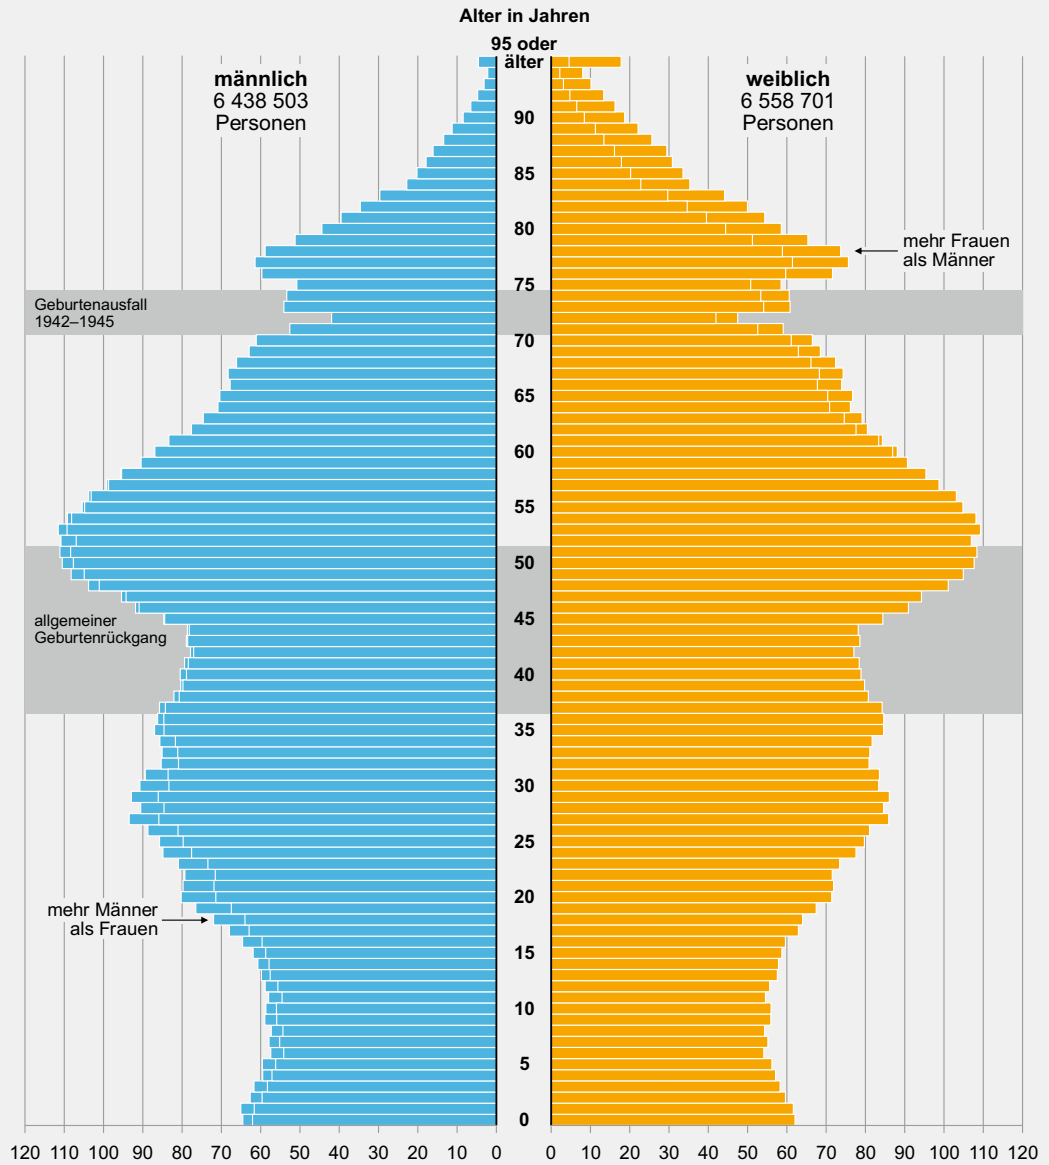 Alter in Jahren
95 oder
älter
männlich
6 438 503
Personen
weiblich
6 558 701
Personen
90
85
80
mehr Frauen
als Männer
75
Geburtenausfall
1942–1945
70
65
60
55
50
allgemeiner
Geburtenrückgang
45
40
35
30
25
20
mehr Männer
als Frauen
15
10
5
0
120 110 100 90 80 70 60 50 40 30 20 10 0 0 10 20 30 40 50 60 70 80 90 100 110 120